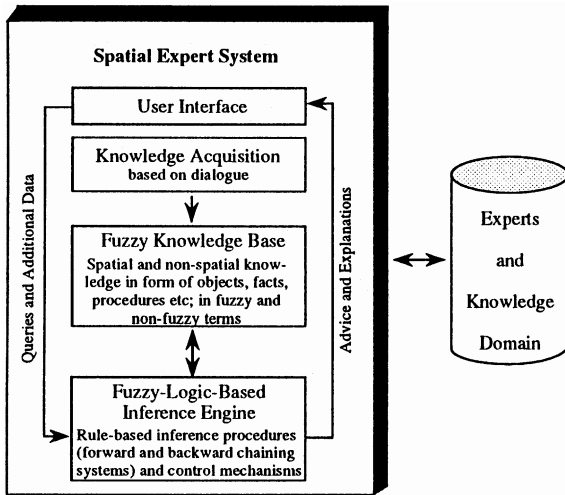 Spatial Expert System
User Interface
Knowledge Acquisition
based on dialogue
Fuzzy Knowledge Base
Spatial and non-spatial know-
ledge in form of objects, facts,
procedures etc; in fuzzy and
non-fuzzy terms
Fuzzy-Logic-Based
Inference Engine
Rule-based inference procedures
(forward and backward chaining
systems) and control mechanisms
Queries and Additional Data
Advice and Explanations
Experts
and
Knowledge
Domain